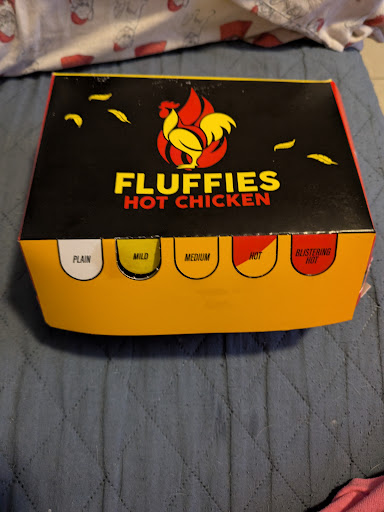 FLUFFIES
HOT CHICKEN
PLAIN
MILD
MEDIUM
HOT
BLISTERING
HOT